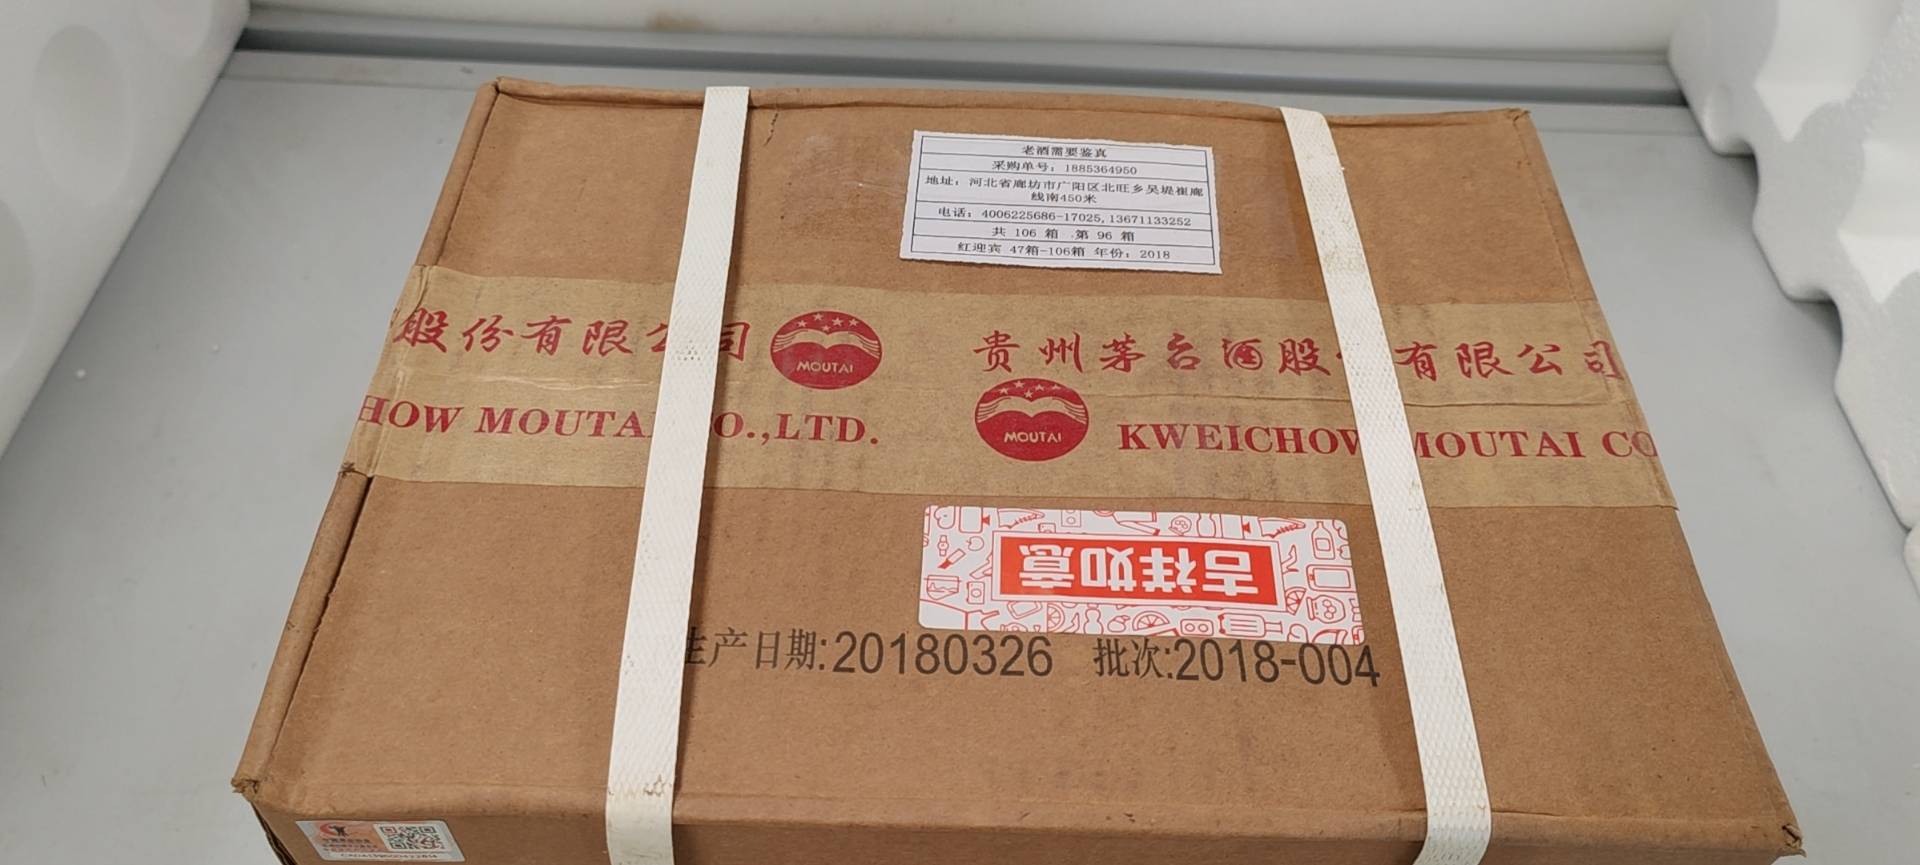 老酒需要鉴真
采购单号：1885364950
地址：河北省廊坊市广阳区北旺乡吴堤崔廊
线南450米
电话：4006225686-17025,13671133252
共 106 箱 第 96 箱
红迎宾 47箱-106箱 年份：2018
股份有限公司
MOUTAI
HOW MOUTAI CO.,LTD.
贵州茅台酒股份有限公司
MOUTAI
KWEICHOW MOUTAI CO
吉祥如意
生产日期:20180326 批次:2018-004